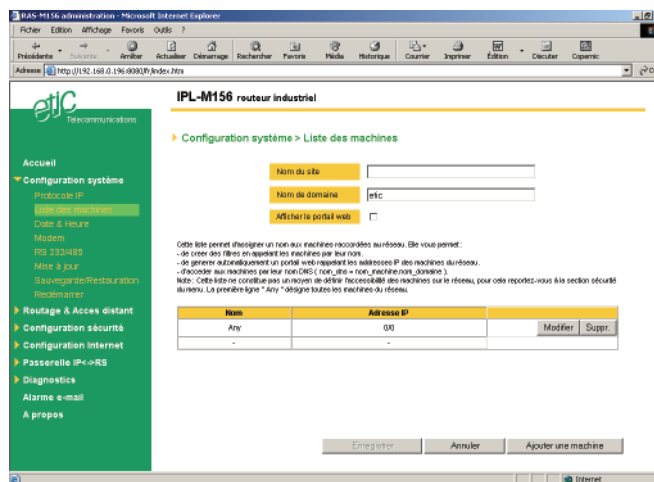 RAS-M156 administration - Microsoft Internet Explorer
Fichier Edition Affichage Favoris Outils ?
Précédente Suivante Arrêter Actualiser Démarrage Rechercher Favoris Média Historique Courrier Imprimer Edition Discuter Copernic
Adresse http://192.168.0.196:8080/fr/index.htm
etic
Telecommunications
IPL-M156 routeur industriel
Configuration système > Liste des machines
Accueil
Configuration système
Protocole IP
Liste des machines
Date & Heure
Modem
RS 232/485
Mise à jour
Sauvegarde/Restauration
Redémarrer
Routage & Acces distant
Configuration sécurité
Configuration Internet
Passerelle IP<->RS
Diagnostics
Alarme e-mail
A propos
Nom du site
Nom de domaine etic
Afficher le portail web
Cette liste permet d'assigner un nom aux machines raccordées au réseau. Elle vous permet :
- de creer des filtres en appelant les machines par leur nom.
- de generer automatiquement un portail web rappelant les addresses IP des machines du réseau.
- d'acceder aux machines par leur nom DNS ( nom_dns = nom_machine.nom_domaine ).
Note : Cette liste ne constitue pas un moyen de définir l'accessibilité des machines sur le réseau, pour cela reportez-vous à la section sécurité
du menu. La première ligne " Any " désigne toutes les machines du réseau.
Nom Adresse IP
Any 0/0 Modifier Suppr.
- -
Enregistrer Annuler Ajouter une machine
Internet